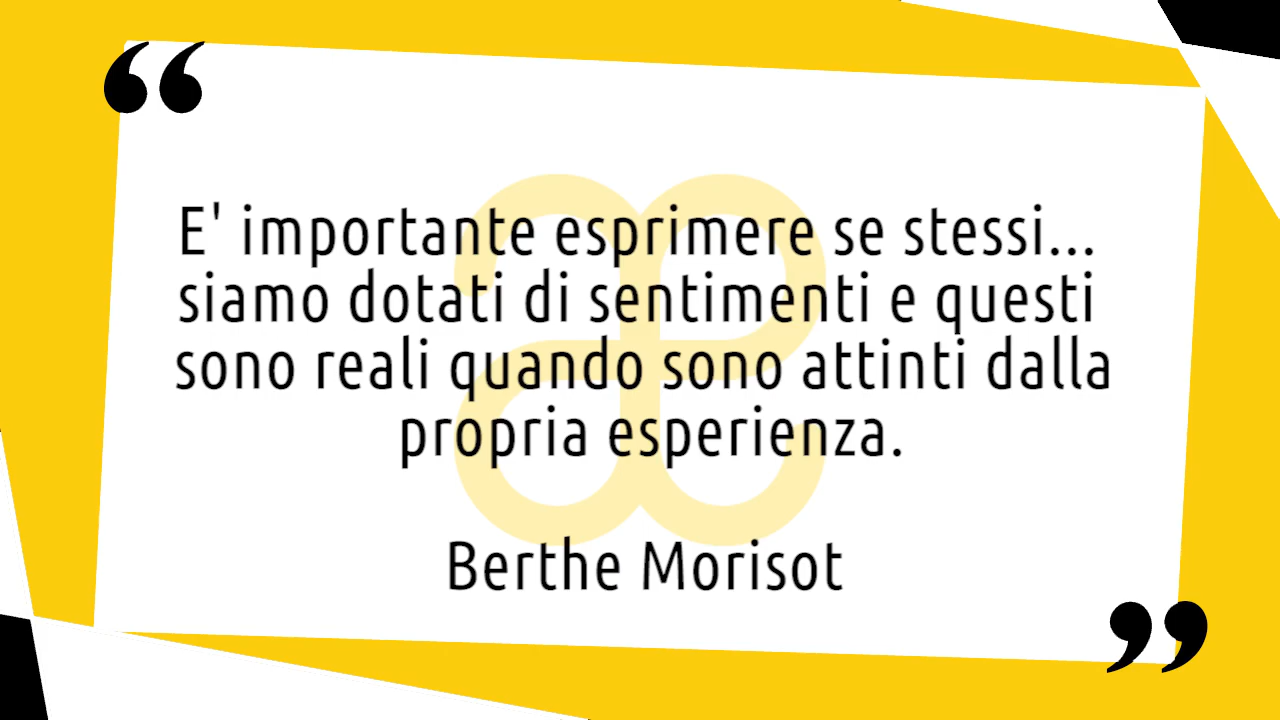 E' importante esprimere se stessi...
siamo dotati di sentimenti e questi
sono reali quando sono attinti dalla
propria esperienza.
Berthe Morisot